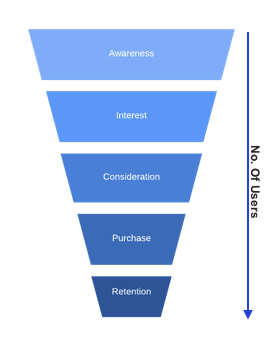 Awareness
Interest
Consideration
Purchase
Retention
No. Of Users